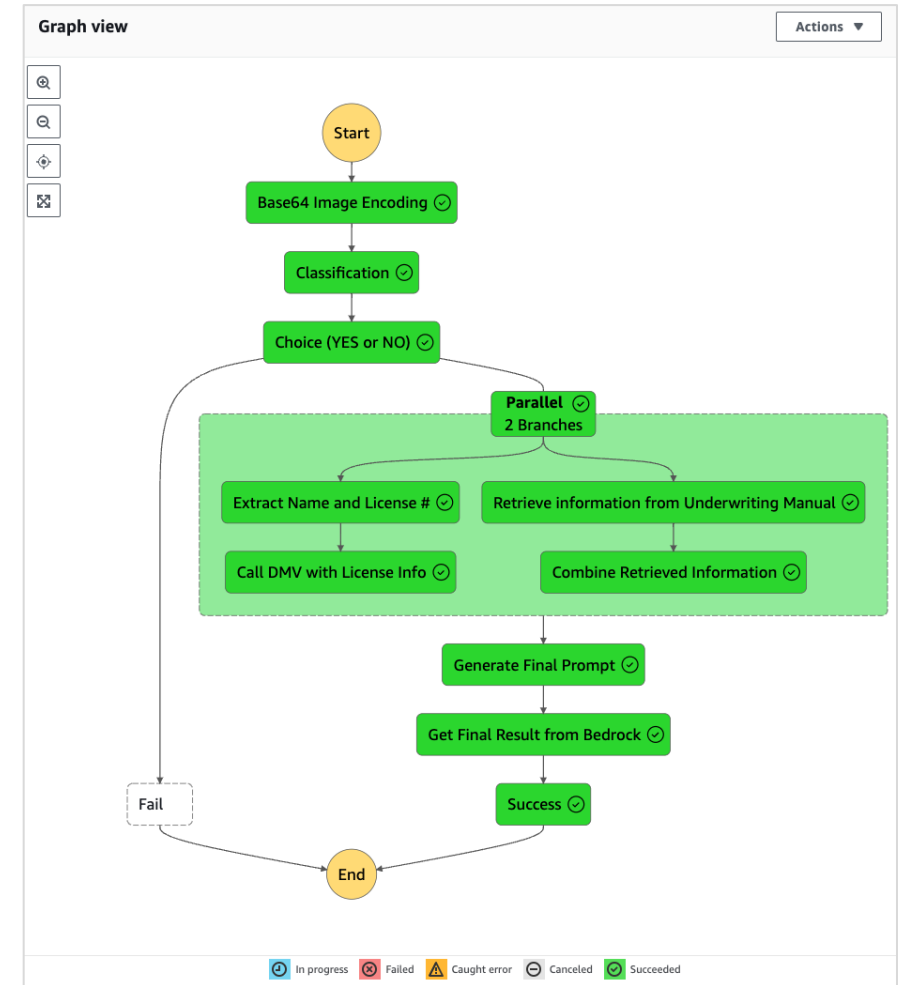 Graph view
Actions
Start
Base64 Image Encoding
Classification
Choice (YES or NO)
Parallel
2 Branches
Extract Name and License #
Retrieve information from Underwriting Manual
Call DMV with License Info
Combine Retrieved Information
Generate Final Prompt
Get Final Result from Bedrock
Fail
Success
End
In progress
Failed
Caught error
Canceled
Succeeded